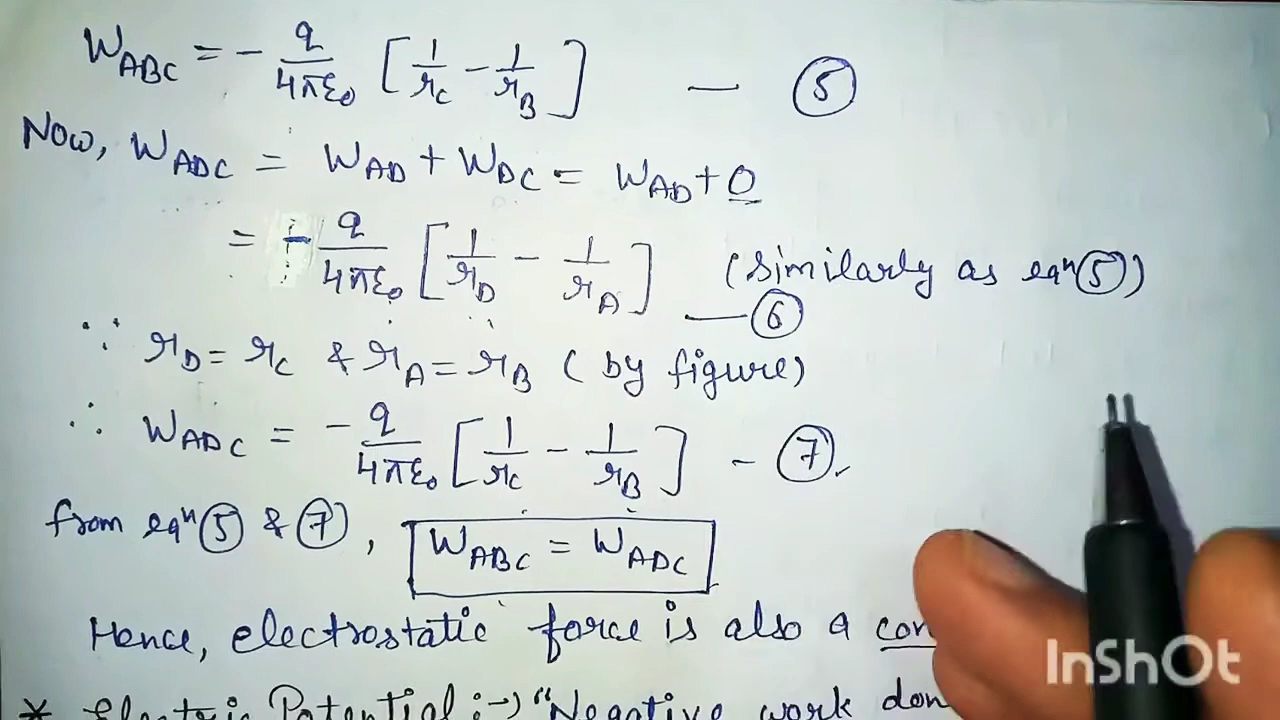 W_ABC = - q/4πε₀ [1/r_C - 1/r_B] — ⑤
Now, W_ADC = W_AD + W_DC = W_AD + 0
= - q/4πε₀ [1/r_D - 1/r_A] (Similarly as eqⁿ ⑤)
— ⑥
∵ r_D = r_C & r_A = r_B (by figure)
∴ W_ADC = - q/4πε₀ [1/r_C - 1/r_B] - ⑦
from eqⁿ ⑤ & ⑦, W_ABC = W_ADC
Hence, electrostatic force is also a con
* Electric Potential :→ "Negative work don
InShOt